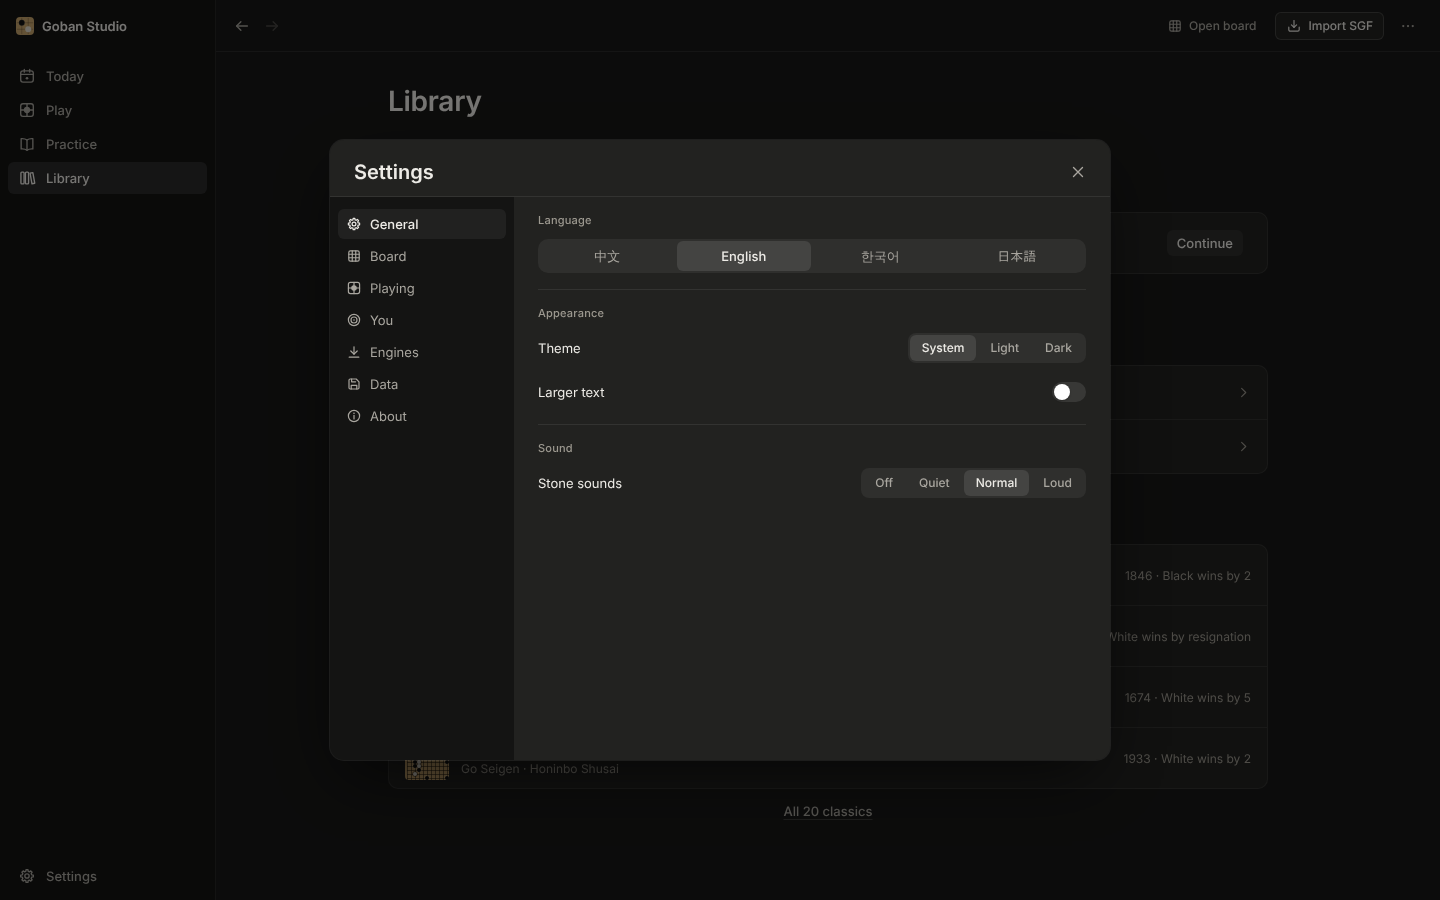 Goban Studio
Today
Play
Practice
Library
Settings
Open board
Import SGF
Library
Continue
Settings
General
Board
Playing
You
Engines
Data
About
Language
中文 English 한국어 日本語
Appearance
Theme System Light Dark
Larger text
Sound
Stone sounds Off Quiet Normal Loud
1846 · Black wins by 2
White wins by resignation
1674 · White wins by 5
Go Seigen · Honinbo Shusai
1933 · White wins by 2
All 20 classics